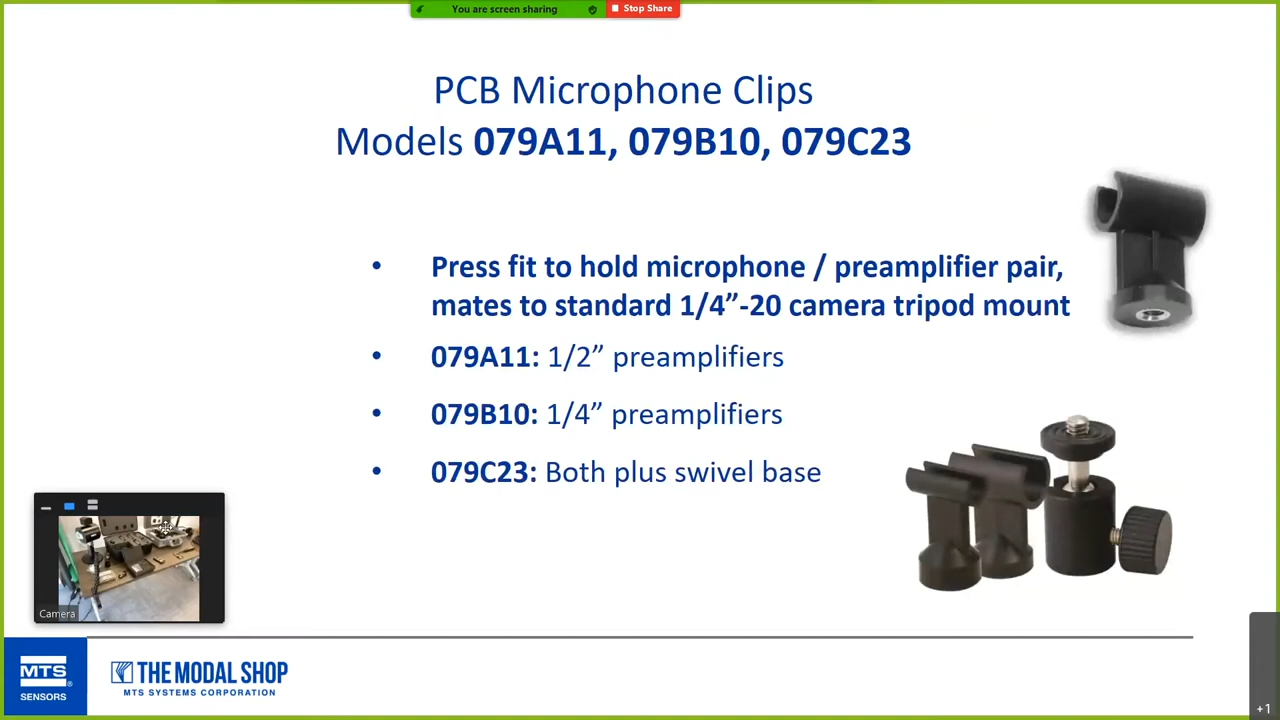 You are screen sharing
Stop Share
PCB Microphone Clips
Models 079A11, 079B10, 079C23
• Press fit to hold microphone / preamplifier pair,
mates to standard 1/4”-20 camera tripod mount
• 079A11: 1/2” preamplifiers
• 079B10: 1/4” preamplifiers
• 079C23: Both plus swivel base
Camera
MTS®
SENSORS
THE MODAL SHOP
MTS SYSTEMS CORPORATION
+1